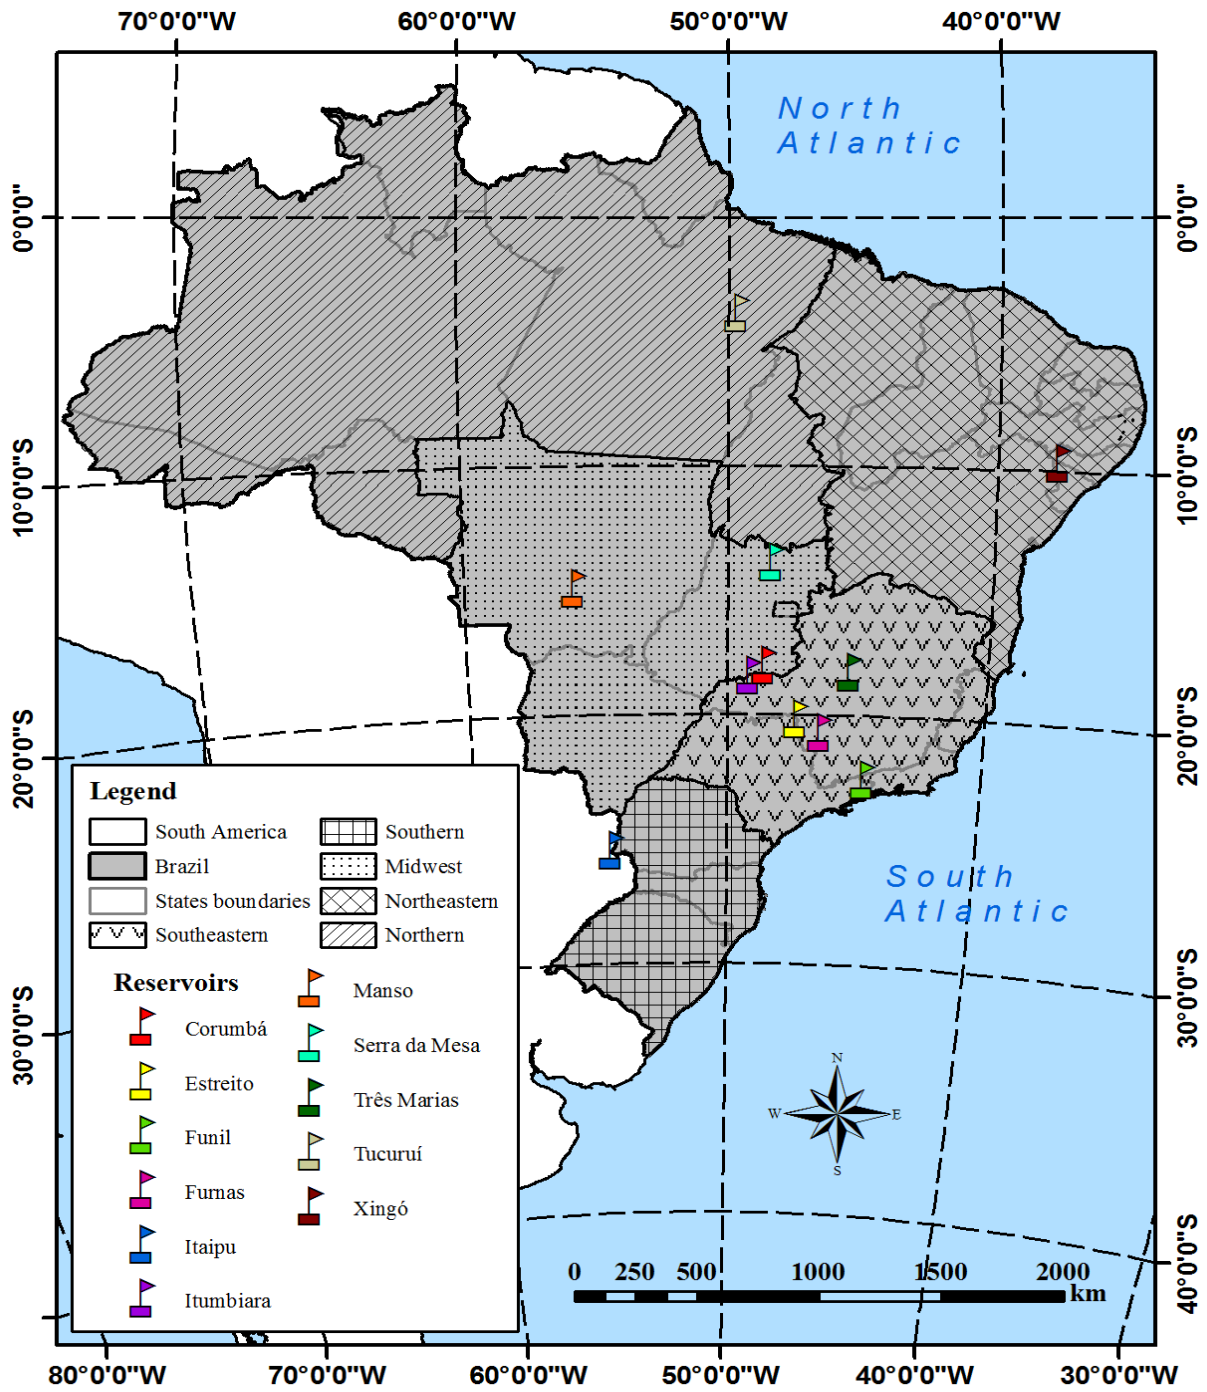 70°0'0"W 60°0'0"W 50°0'0"W 40°0'0"W
North
Atlantic
0°0'0" 0°0'0"
10°0'0"S 10°0'0"S
20°0'0"S 20°0'0"S
South
Atlantic
Legend
South America Southern
Brazil Midwest
States boundaries Northeastern
Southeastern Northern
Reservoirs
Manso
Corumbá
Serra da Mesa
Estreito
Três Marias
Funil
Tucuruí
Furnas
Xingó
Itaipu
Itumbiara
30°0'0"S 30°0'0"S
N
W E
S
40°0'0"S
0 250 500 1000 1500 2000
km
80°0'0"W 70°0'0"W 60°0'0"W 50°0'0"W 40°0'0"W 30°0'0"W